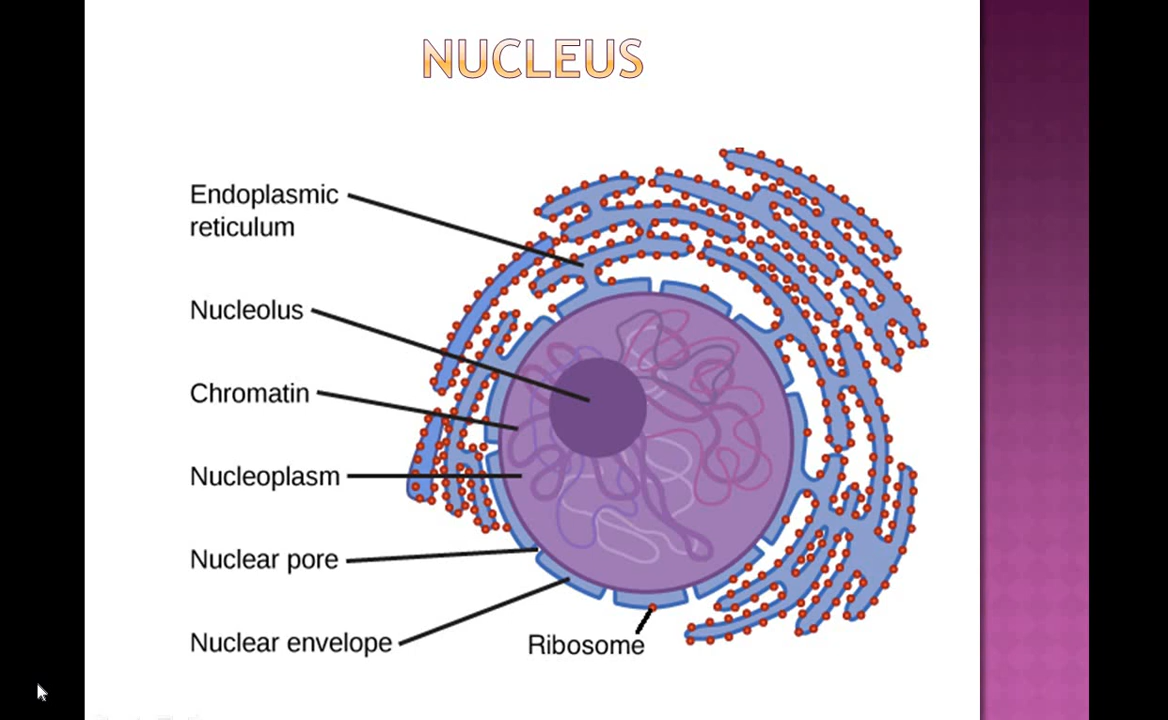 NUCLEUS
Endoplasmic
reticulum
Nucleolus
Chromatin
Nucleoplasm
Nuclear pore
Nuclear envelope
Ribosome